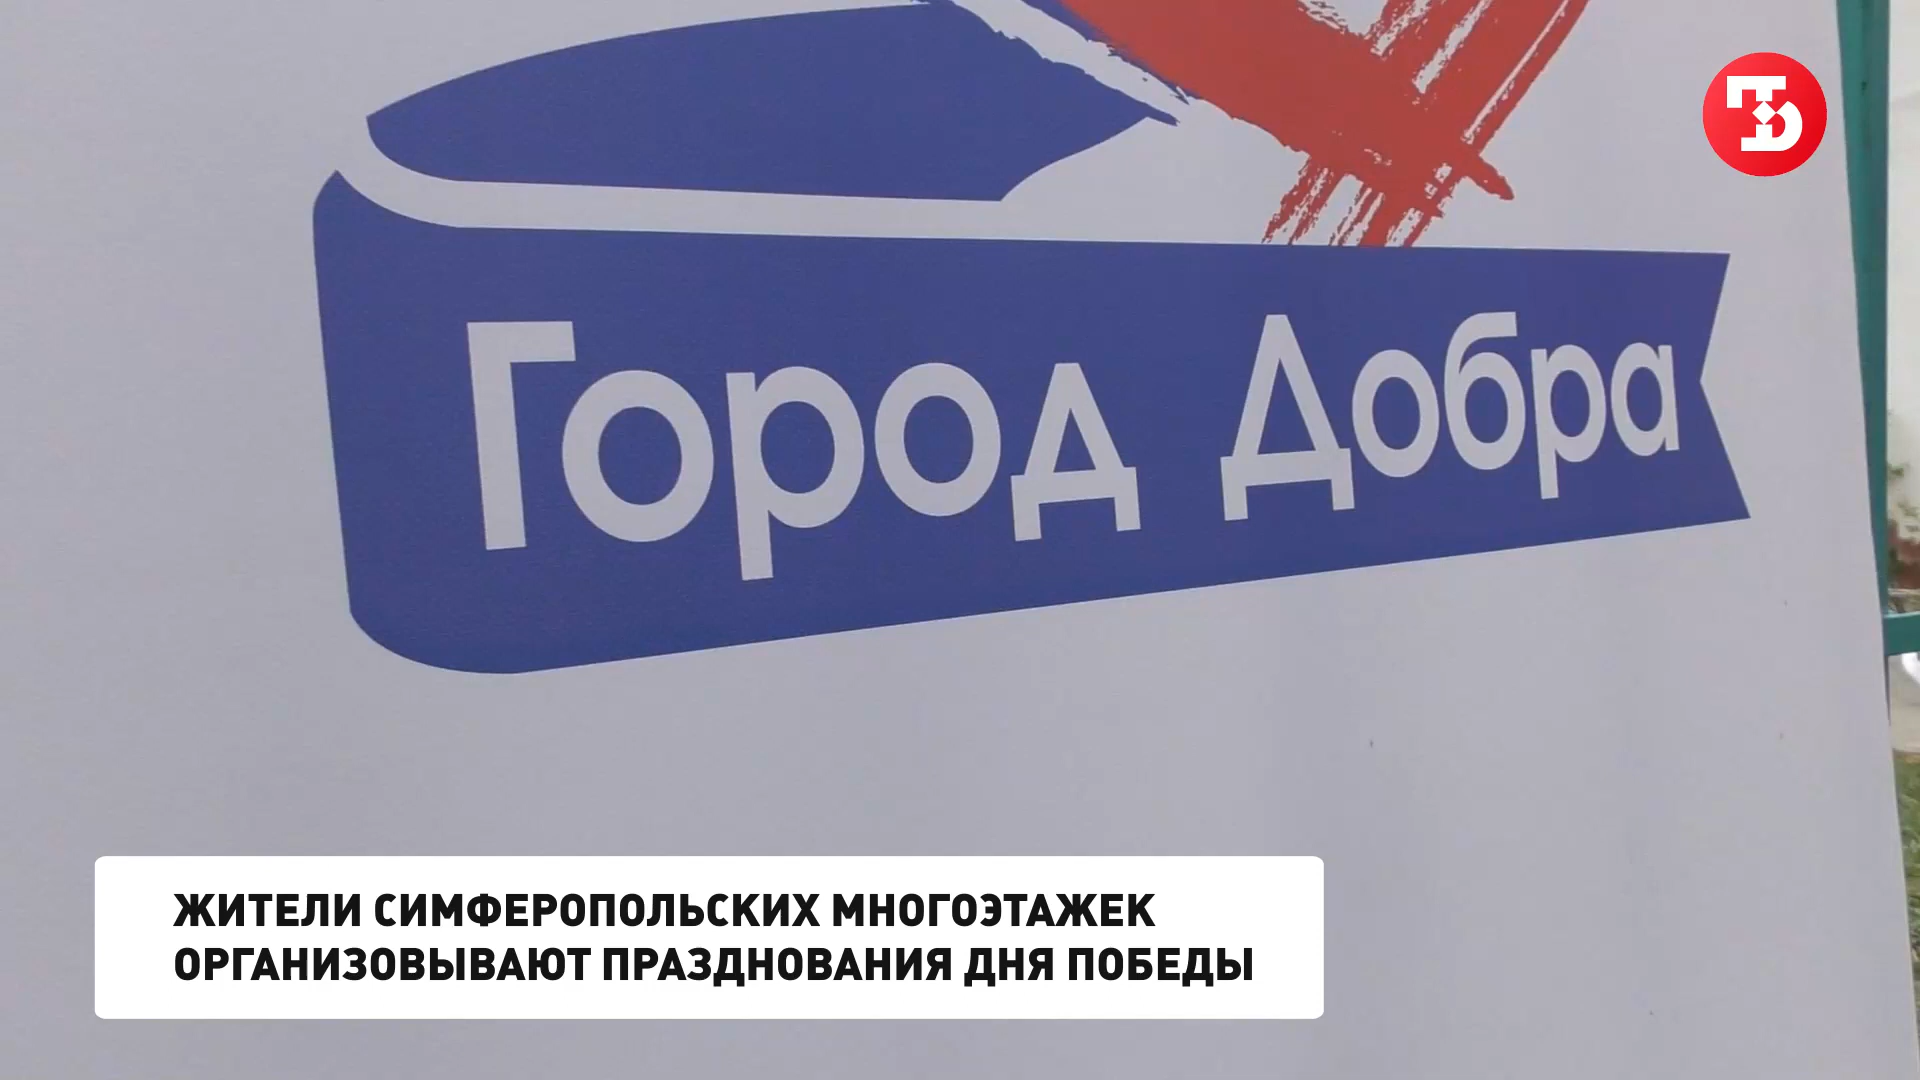 Город Добра
ЖИТЕЛИ СИМФЕРОПОЛЬСКИХ МНОГОЭТАЖЕК
ОРГАНИЗОВЫВАЮТ ПРАЗДНОВАНИЯ ДНЯ ПОБЕДЫ